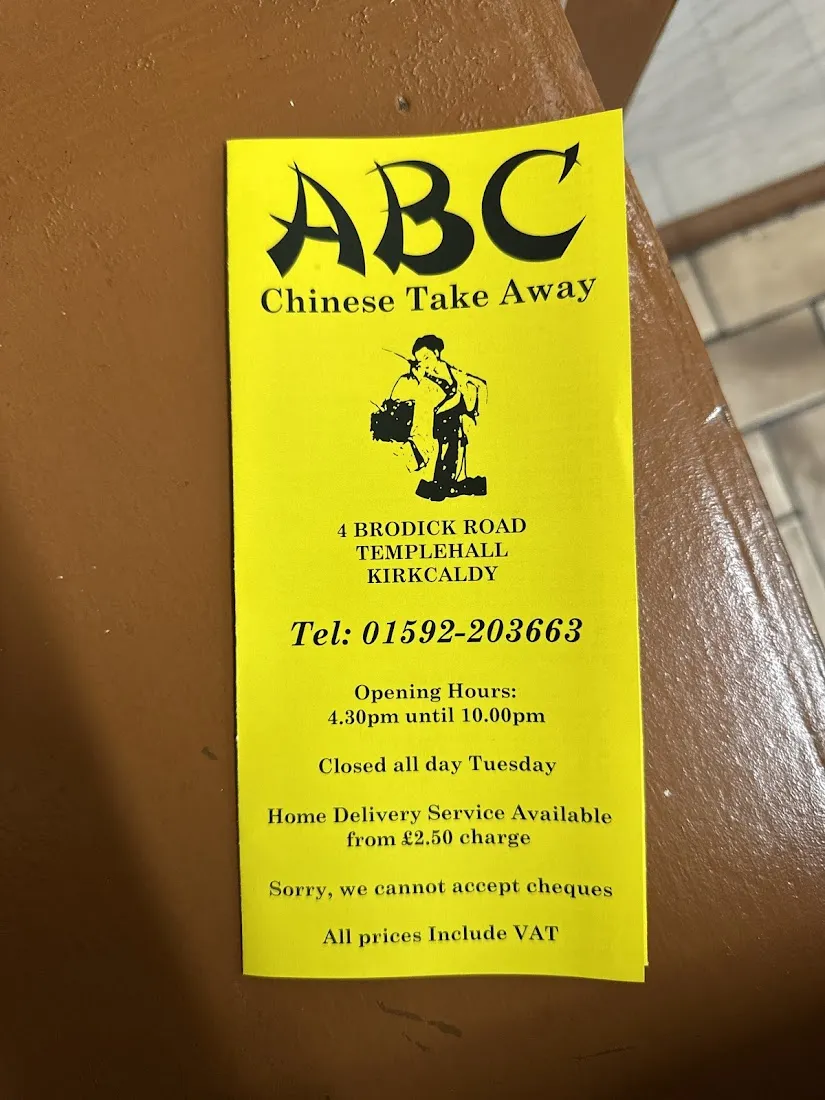 ABC
Chinese Take Away
4 BRODICK ROAD
TEMPLEHALL
KIRKCALDY
Tel: 01592-203663
Opening Hours:
4.30pm until 10.00pm
Closed all day Tuesday
Home Delivery Service Available
from £2.50 charge
Sorry, we cannot accept cheques
All prices Include VAT